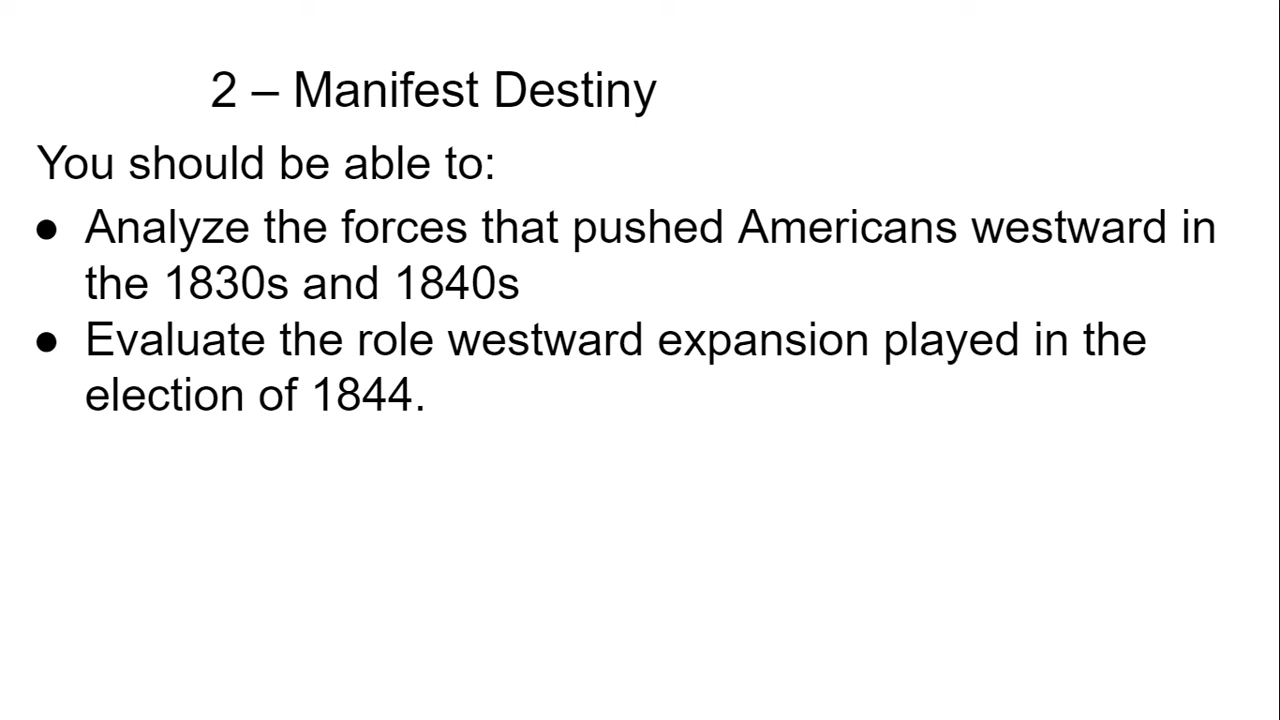 2 – Manifest Destiny
You should be able to:
● Analyze the forces that pushed Americans westward in
the 1830s and 1840s
● Evaluate the role westward expansion played in the
election of 1844.